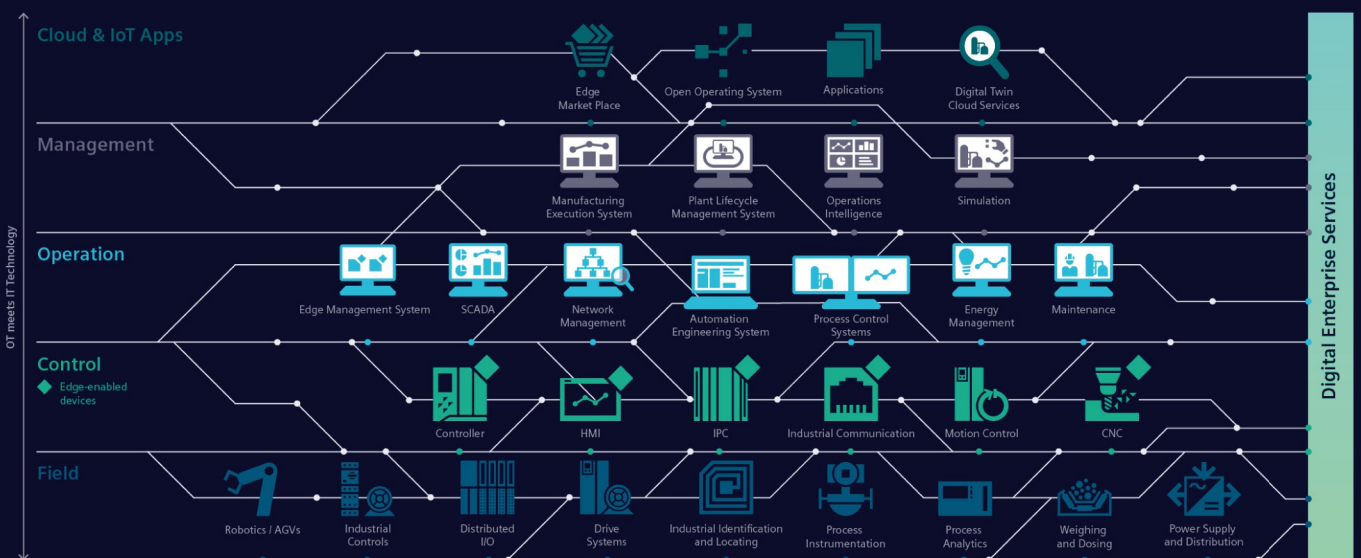 Cloud & IoT Apps
Edge
Market Place
Open Operating System
Applications
Digital Twin
Cloud Services
Management
Manufacturing
Execution System
Plant Lifecycle
Management System
Operations
Intelligence
Simulation
Operation
Edge Management System
SCADA
Network
Management
Automation
Engineering System
Process Control
Systems
Energy
Management
Maintenance
Control
Edge-enabled
devices
Controller
HMI
IPC
Industrial Communication
Motion Control
CNC
Field
Robotics / AGVs
Industrial
Controls
Distributed
I/O
Drive
Systems
Industrial Identification
and Locating
Process
Instrumentation
Process
Analytics
Weighing
and Dosing
Power Supply
and Distribution
OT meets IT Technology
Digital Enterprise Services